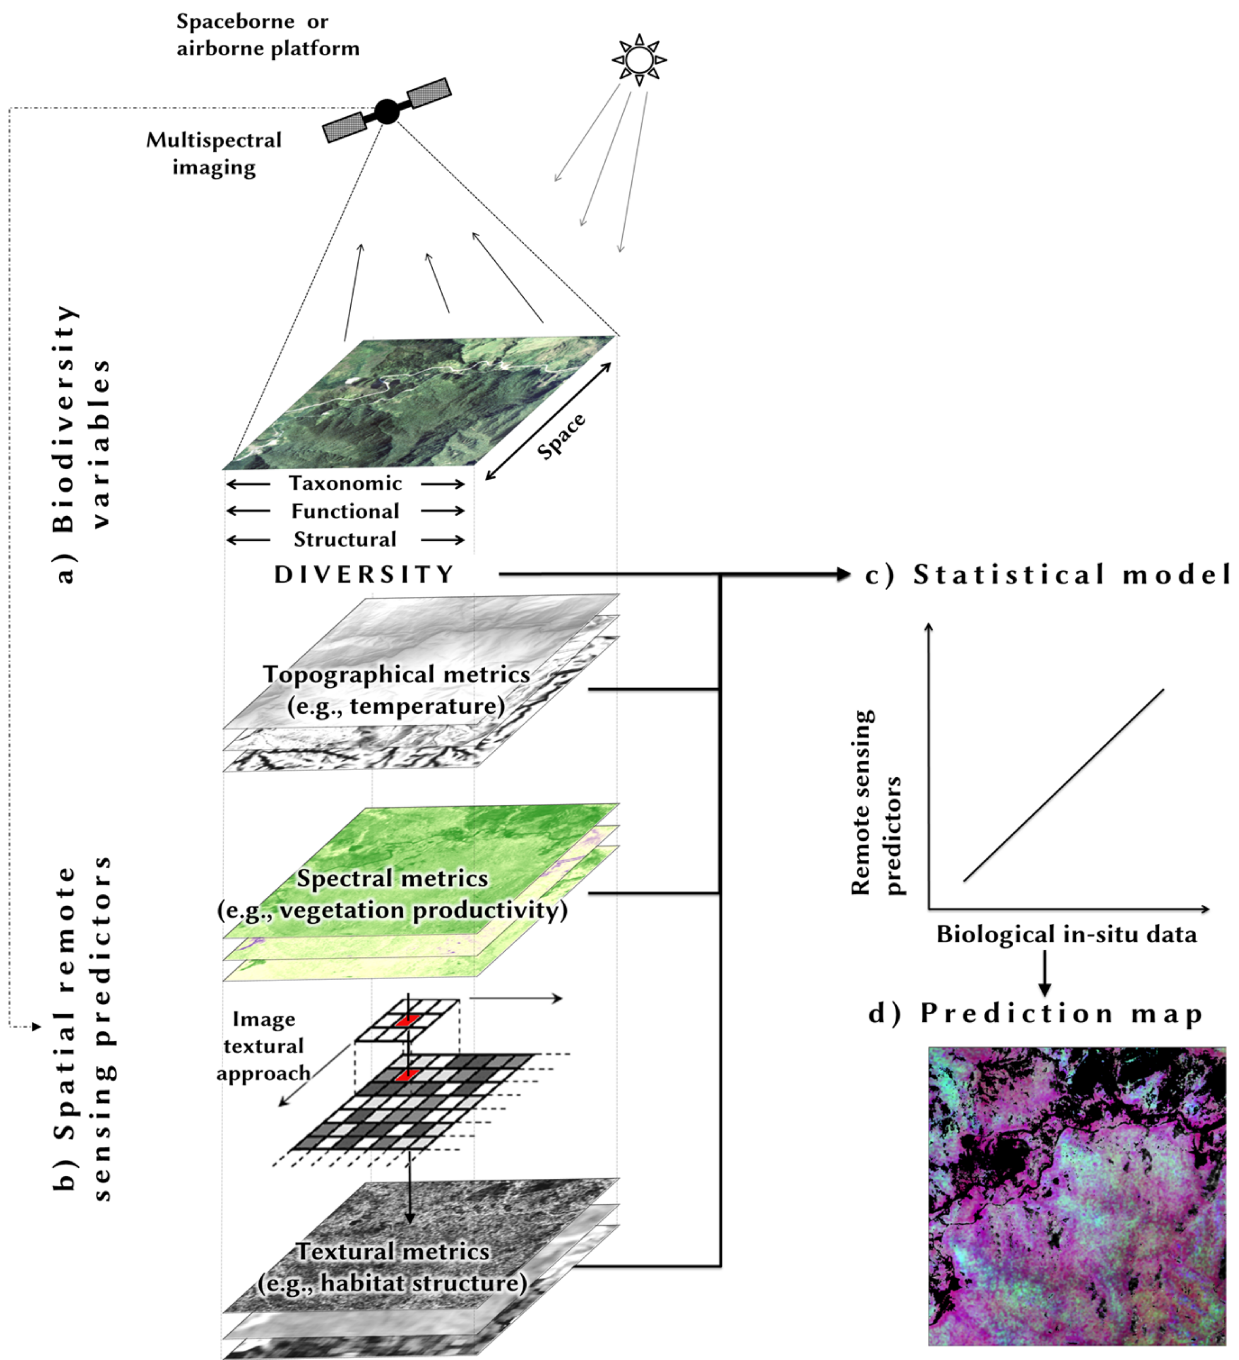 Spaceborne or
airborne platform
Multispectral
imaging
a) Biodiversity
variables
Space
Taxonomic
Functional
Structural
DIVERSITY
c) Statistical model
Topographical metrics
(e.g., temperature)
Remote sensing
predictors
Biological in-situ data
b) Spatial remote
sensing predictors
Spectral metrics
(e.g., vegetation productivity)
Image
textural
approach
d) Prediction map
Textural metrics
(e.g., habitat structure)